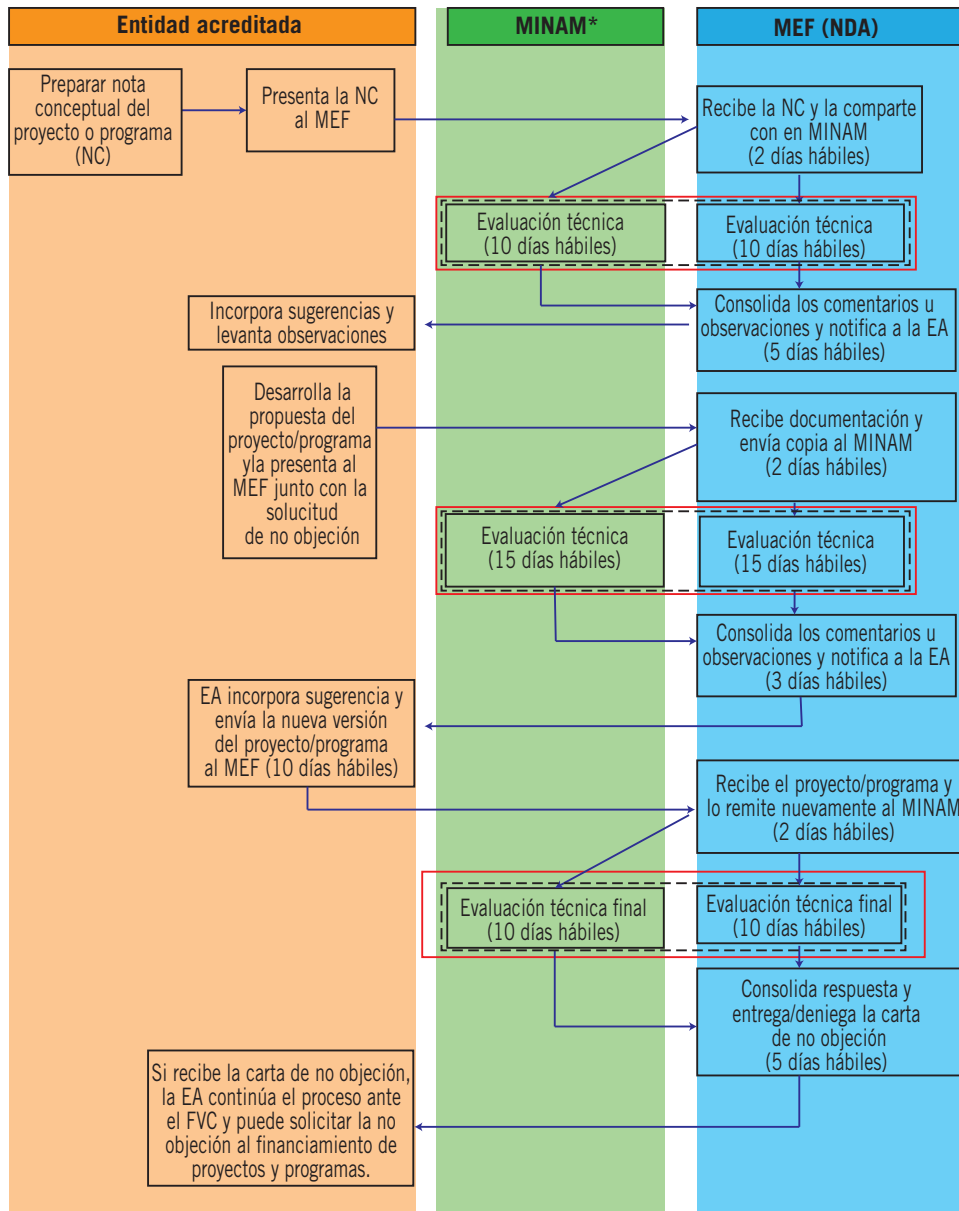 Entidad acreditada
MINAM*
MEF (NDA)
Preparar nota
conceptual del
proyecto o programa
(NC)
Presenta la NC
al MEF
Recibe la NC y la comparte
con en MINAM
(2 días hábiles)
Evaluación técnica
(10 días hábiles)
Evaluación técnica
(10 días hábiles)
Consolida los comentarios u
observaciones y notifica a la EA
(5 días hábiles)
Incorpora sugerencias y
levanta observaciones
Desarrolla la
propuesta del
proyecto/programa
yla presenta al
MEF junto con la
solucitud
de no objeción
Recibe documentación y
envía copia al MINAM
(2 días hábiles)
Evaluación técnica
(15 días hábiles)
Evaluación técnica
(15 días hábiles)
Consolida los comentarios u
observaciones y notifica a la EA
(3 días hábiles)
EA incorpora sugerencia y
envía la nueva versión
del proyecto/programa
al MEF (10 días hábiles)
Recibe el proyecto/programa y
lo remite nuevamente al MINAM
(2 días hábiles)
Evaluación técnica final
(10 días hábiles)
Evaluación técnica final
(10 días hábiles)
Consolida respuesta y
entrega/deniega la carta
de no objeción
(5 días hábiles)
Si recibe la carta de no objeción,
la EA continúa el proceso ante
el FVC y puede solicitar la no
objeción al financiamiento de
proyectos y programas.